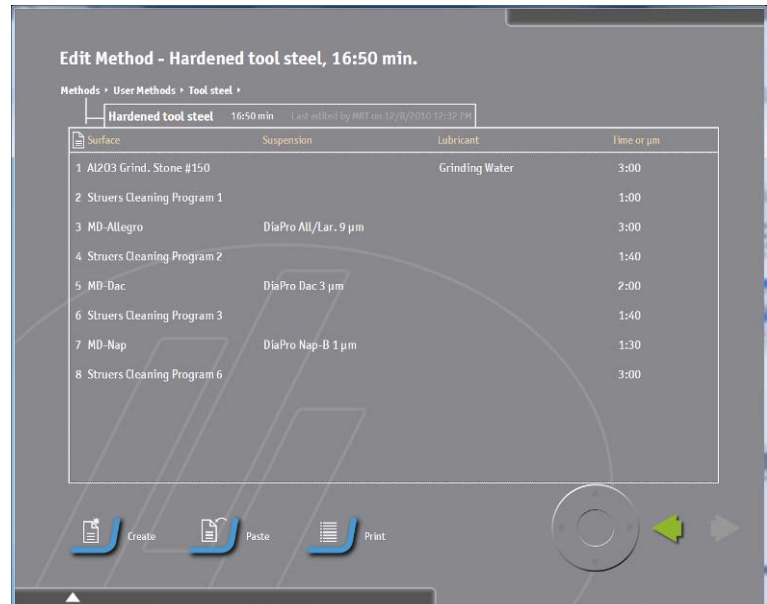 Edit Method - Hardened tool steel, 16:50 min.
Methods ▸ User Methods ▸ Tool steel ▸
Hardened tool steel 16:50 min Last edited by MRT on 12/8/2010 12:32 PM
Surface Suspension Lubricant Time or µm
1 Al203 Grind. Stone #150 Grinding Water 3:00
2 Struers Cleaning Program 1 1:00
3 MD-Allegro DiaPro All/Lar. 9 µm 3:00
4 Struers Cleaning Program 2 1:40
5 MD-Dac DiaPro Dac 3 µm 2:00
6 Struers Cleaning Program 3 1:40
7 MD-Nap DiaPro Nap-B 1 µm 1:30
8 Struers Cleaning Program 6 3:00
Create Paste Print